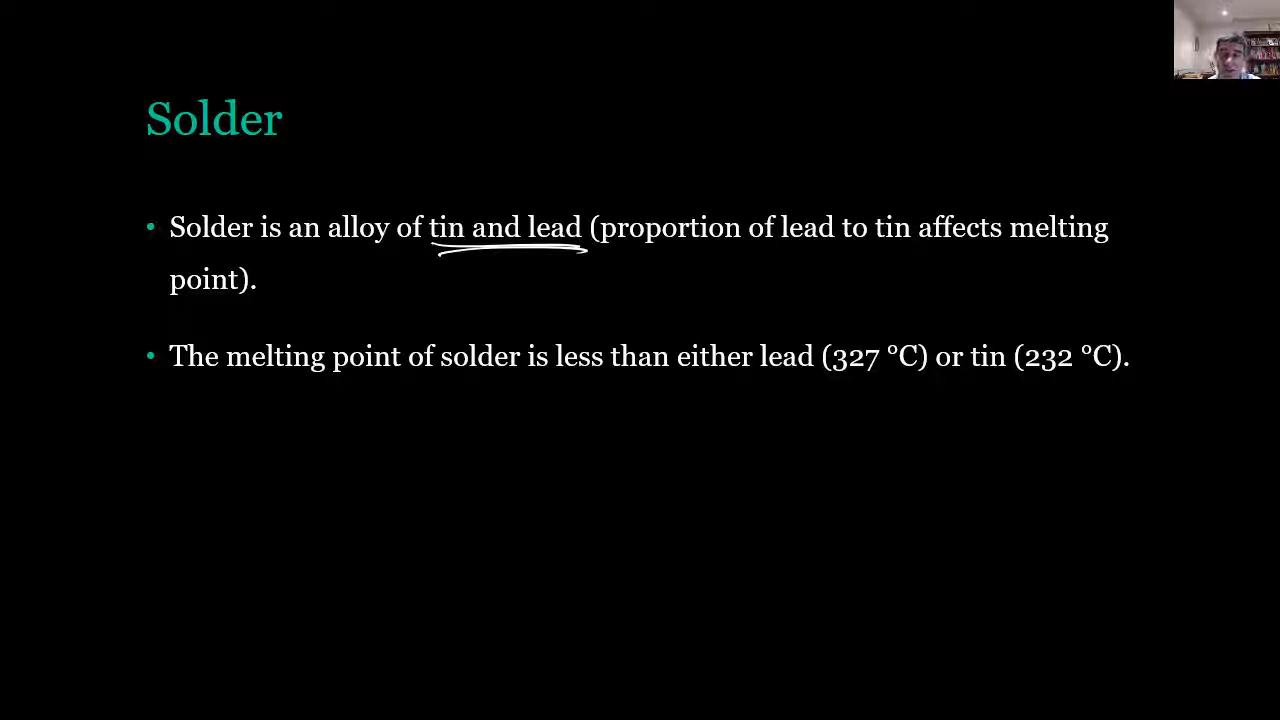 Solder
• Solder is an alloy of tin and lead (proportion of lead to tin affects melting
point).
• The melting point of solder is less than either lead (327 °C) or tin (232 °C).